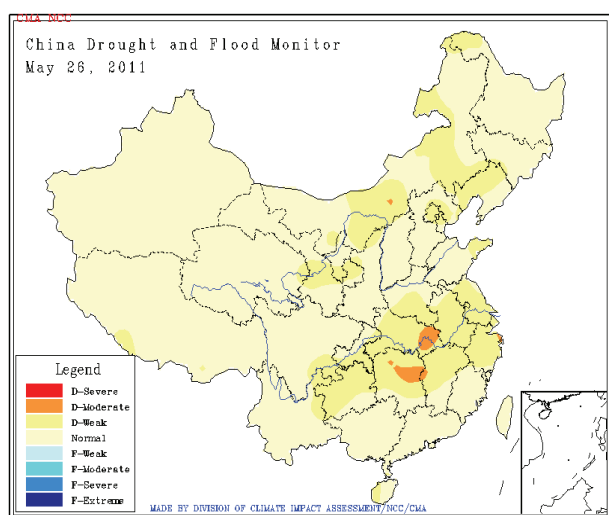 CMA NCC
China Drought and Flood Monitor
May 26, 2011
Legend
D-Severe
D-Moderate
D-Weak
Normal
F-Weak
F-Moderate
F-Severe
F-Extreme
MADE BY DIVISION OF CLIMATE IMPACT ASSESSMENT/NCC/CMA